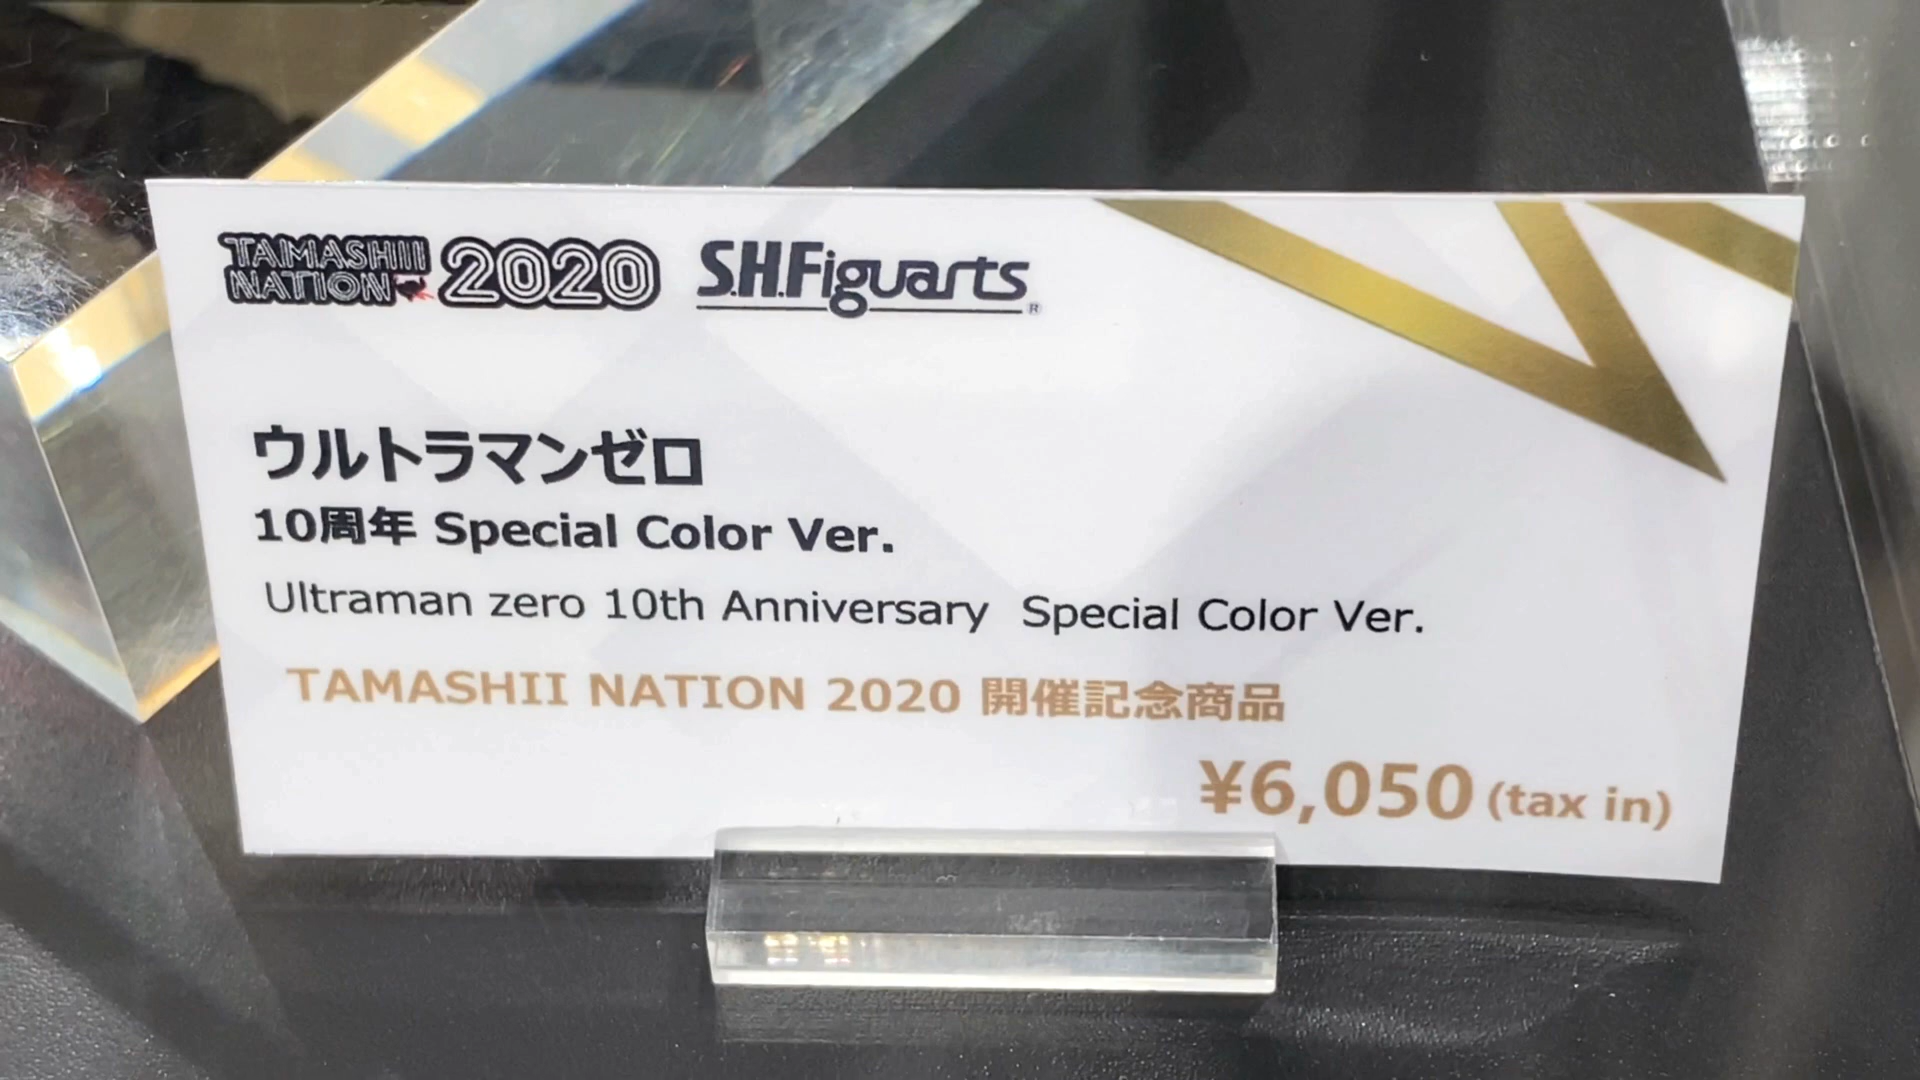 TAMASHII NATION 2020 S.H.Figuarts®
ウルトラマンゼロ
10周年 Special Color Ver.
Ultraman zero 10th Anniversary Special Color Ver.
TAMASHII NATION 2020 開催記念商品
¥6,050 (tax in)